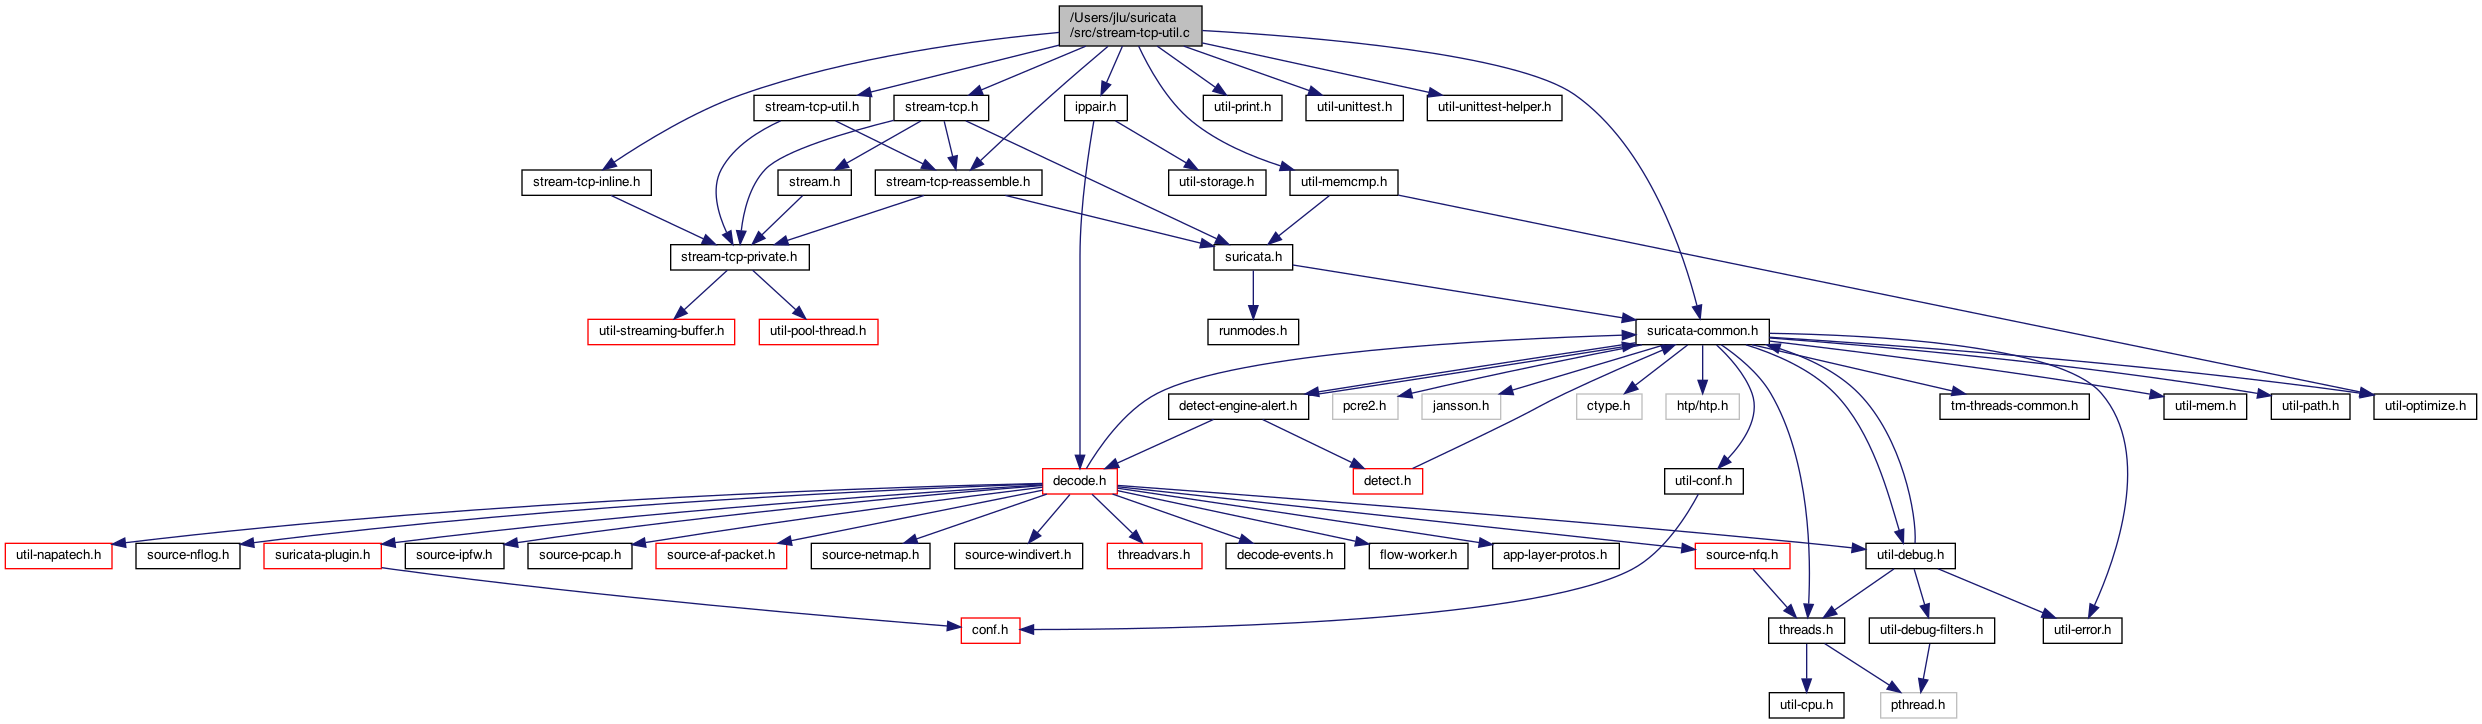 /Users/jlu/suricata
/src/stream-tcp-util.c
stream-tcp-util.h
stream-tcp.h
ippair.h
util-print.h
util-unittest.h
util-unittest-helper.h
stream-tcp-inline.h
stream.h
stream-tcp-reassemble.h
util-storage.h
util-memcmp.h
stream-tcp-private.h
suricata.h
util-streaming-buffer.h
util-pool-thread.h
runmodes.h
suricata-common.h
detect-engine-alert.h
pcre2.h
jansson.h
ctype.h
htp/htp.h
tm-threads-common.h
util-mem.h
util-path.h
util-optimize.h
decode.h
detect.h
util-conf.h
util-napatech.h
source-nflog.h
suricata-plugin.h
source-ipfw.h
source-pcap.h
source-af-packet.h
source-netmap.h
source-windivert.h
threadvars.h
decode-events.h
flow-worker.h
app-layer-protos.h
source-nfq.h
util-debug.h
conf.h
threads.h
util-debug-filters.h
util-error.h
util-cpu.h
pthread.h